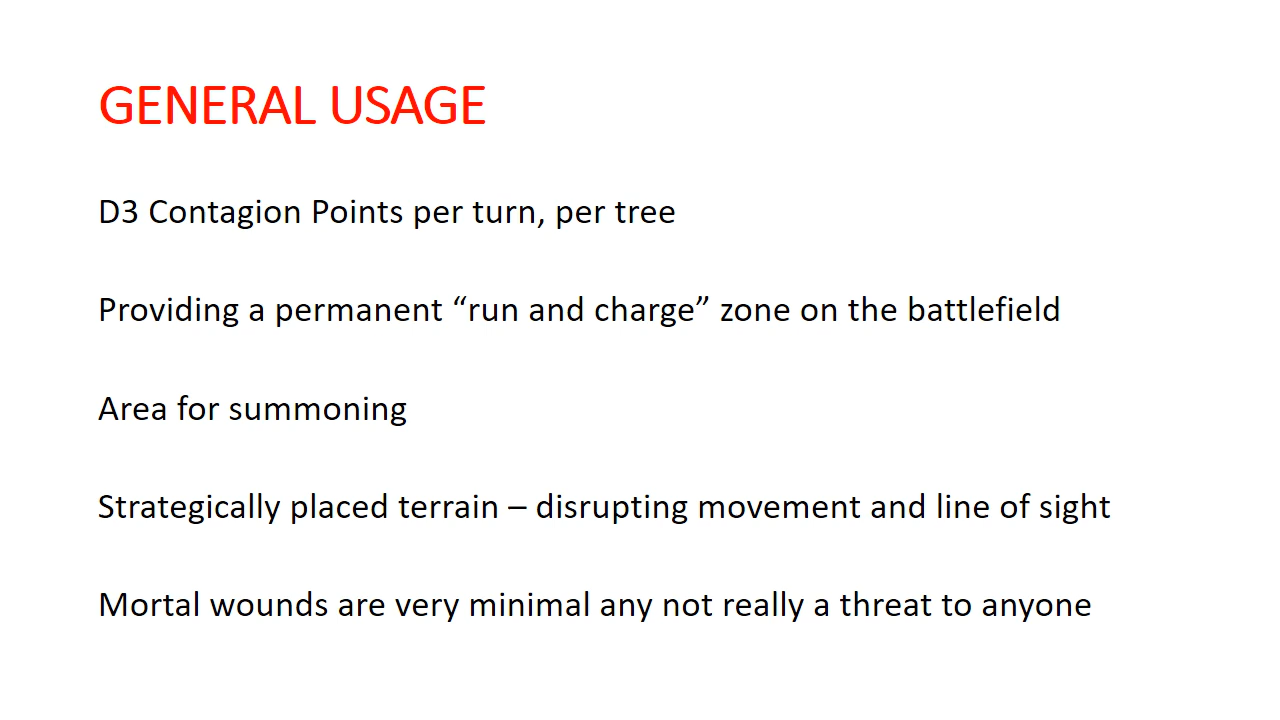 GENERAL USAGE
D3 Contagion Points per turn, per tree
Providing a permanent “run and charge” zone on the battlefield
Area for summoning
Strategically placed terrain – disrupting movement and line of sight
Mortal wounds are very minimal any not really a threat to anyone